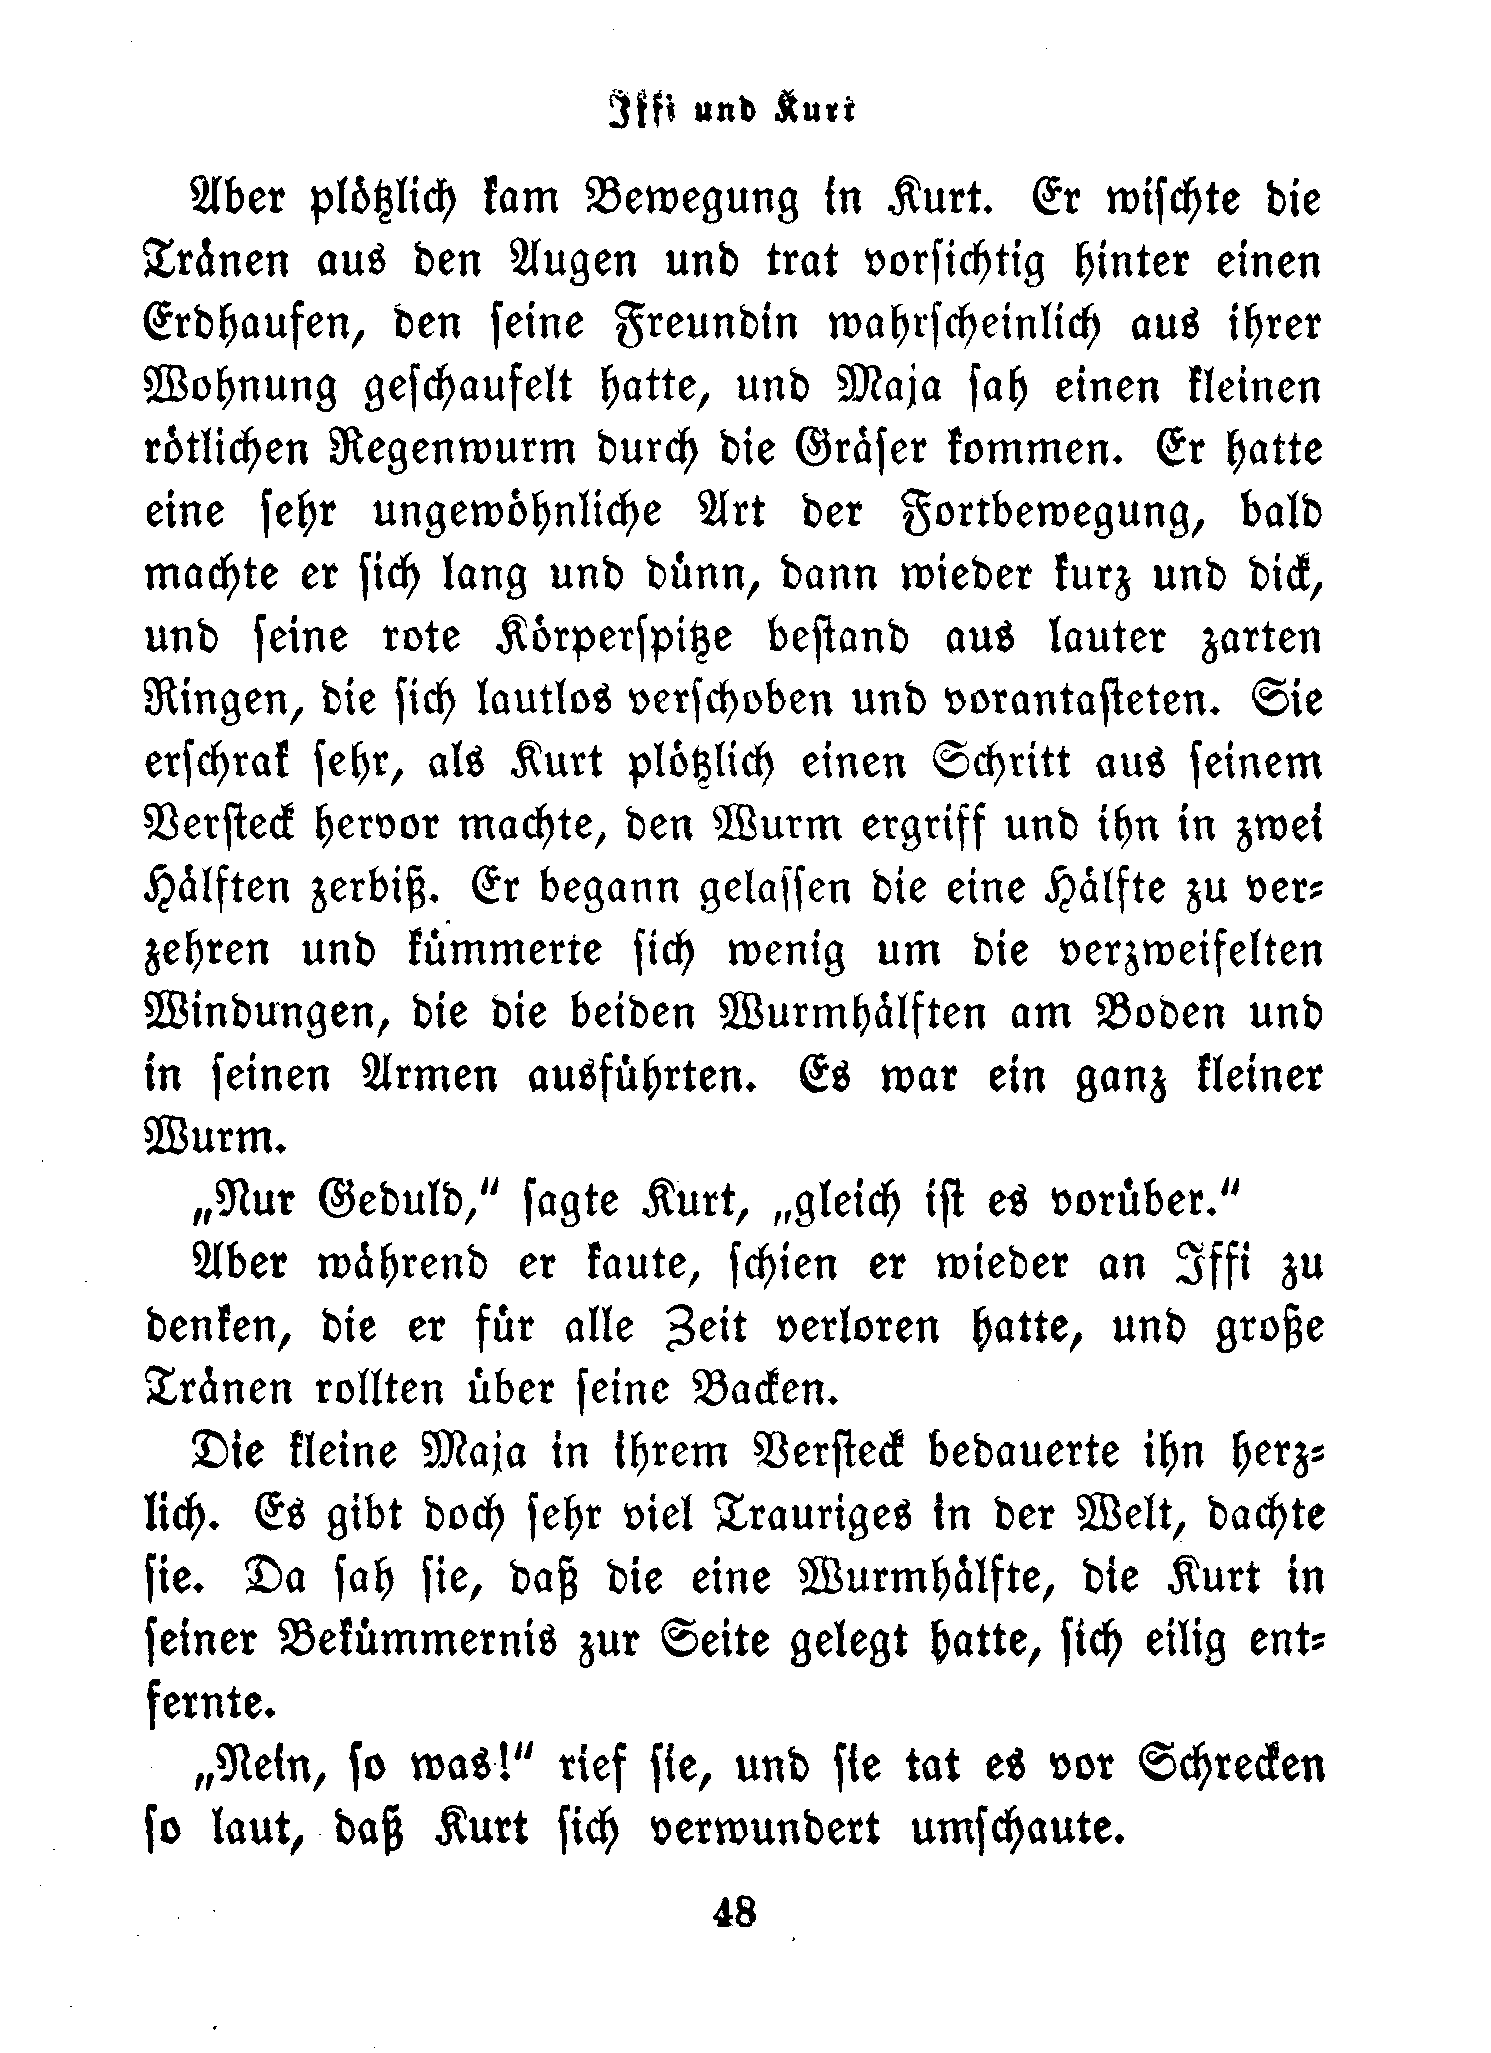 Iffi und Kurt
Aber plötzlich kam Bewegung in Kurt. Er wischte die
Tränen aus den Augen und trat vorsichtig hinter einen
Erdhaufen, den seine Freundin wahrscheinlich aus ihrer
Wohnung geschaufelt hatte, und Maja sah einen kleinen
rötlichen Regenwurm durch die Gräser kommen. Er hatte
eine sehr ungewöhnliche Art der Fortbewegung, bald
machte er sich lang und dünn, dann wieder kurz und dick,
und seine rote Körperspitze bestand aus lauter zarten
Ringen, die sich lautlos verschoben und vorantasteten. Sie
erschrak sehr, als Kurt plötzlich einen Schritt aus seinem
Versteck hervor machte, den Wurm ergriff und ihn in zwei
Hälften zerbiß. Er begann gelassen die eine Hälfte zu ver-
zehren und kümmerte sich wenig um die verzweifelten
Windungen, die die beiden Wurmhälften am Boden und
in seinen Armen ausführten. Es war ein ganz kleiner
Wurm.
„Nur Geduld,“ sagte Kurt, „gleich ist es vorüber.“
Aber während er kaute, schien er wieder an Iffi zu
denken, die er für alle Zeit verloren hatte, und große
Tränen rollten über seine Backen.
Die kleine Maja in ihrem Versteck bedauerte ihn herz-
lich. Es gibt doch sehr viel Trauriges in der Welt, dachte
sie. Da sah sie, daß die eine Wurmhälfte, die Kurt in
seiner Bekümmernis zur Seite gelegt hatte, sich eilig ent-
fernte.
„Nein, so was!“ rief sie, und sie tat es vor Schrecken
so laut, daß Kurt sich verwundert umschaute.
48